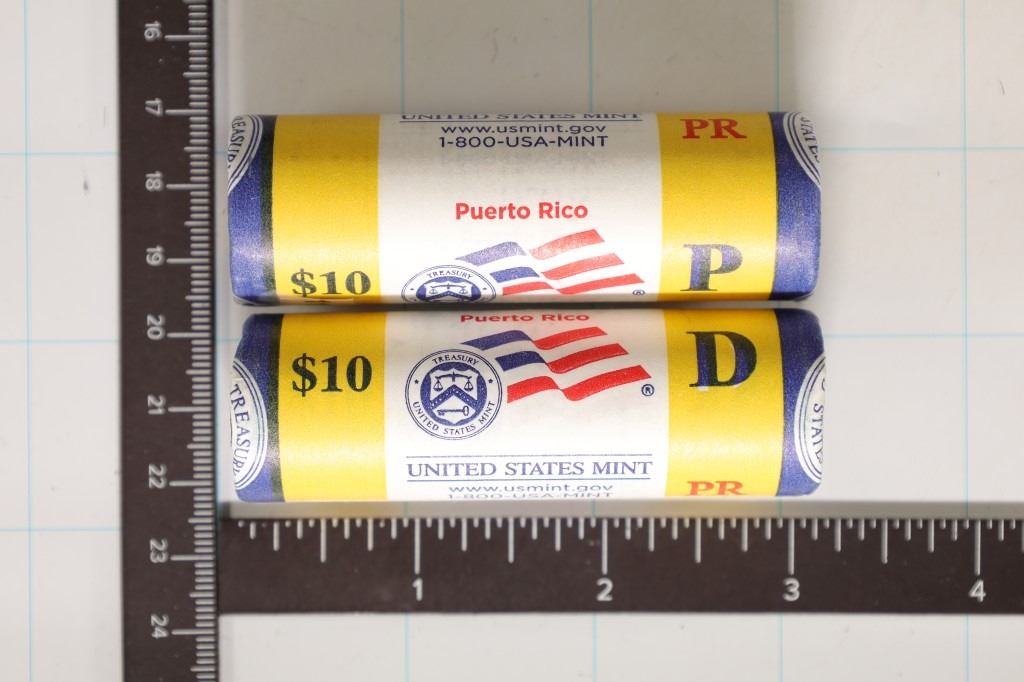 16
17
18
19
20
21
22
23
24
UNITED STATES MINT
www.usmint.gov
1-800-USA-MINT
PR
Puerto Rico
$10
TREASURY
P
®
Puerto Rico
$10
TREASURY
UNITED STATES MINT
®
D
UNITED STATES MINT
www.usmint.gov
1-800-USA-MINT
PR
TREASU
1
2
3
4